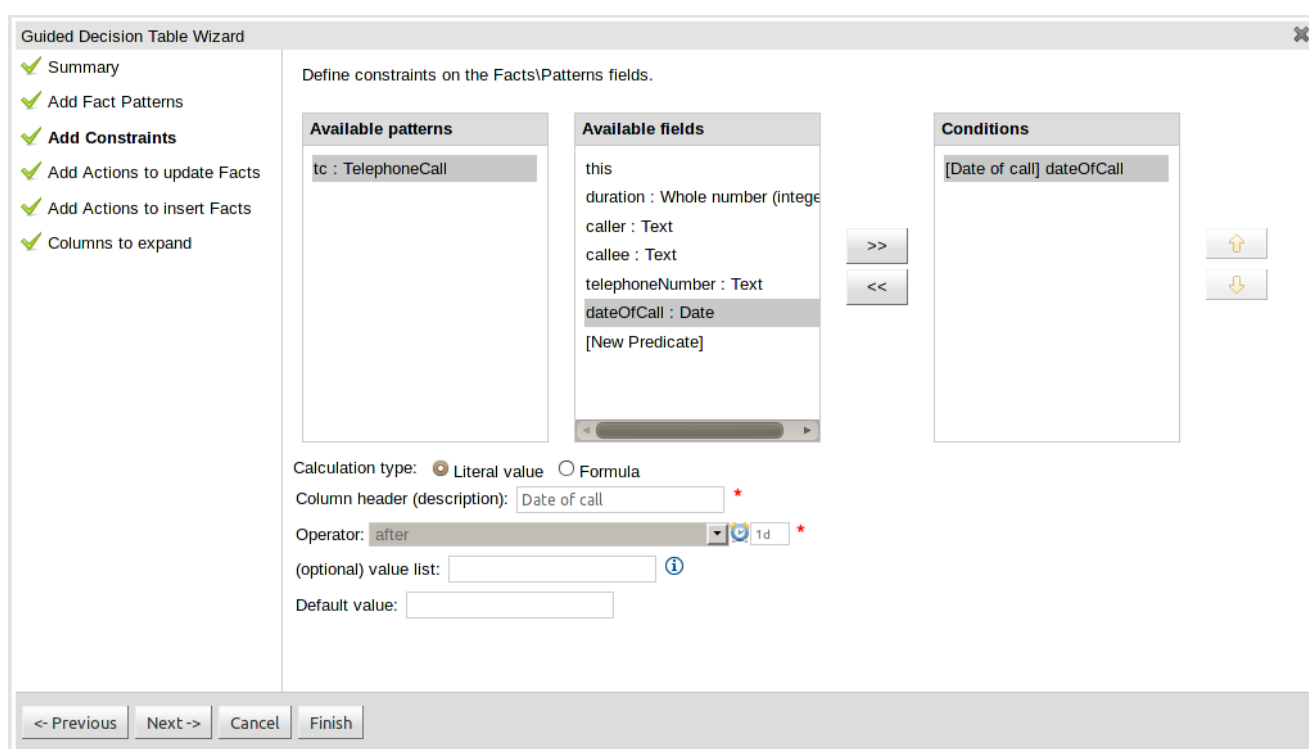 Guided Decision Table Wizard
Summary
Add Fact Patterns
Add Constraints
Add Actions to update Facts
Add Actions to insert Facts
Columns to expand
Define constraints on the Facts\Patterns fields.
Available patterns
tc : TelephoneCall
Available fields
this
duration : Whole number (intege
caller : Text
callee : Text
telephoneNumber : Text
dateOfCall : Date
[New Predicate]
>>
<<
Conditions
[Date of call] dateOfCall
Calculation type: Literal value Formula
Column header (description): Date of call *
Operator: after 1d *
(optional) value list:
Default value:
<- Previous Next -> Cancel Finish